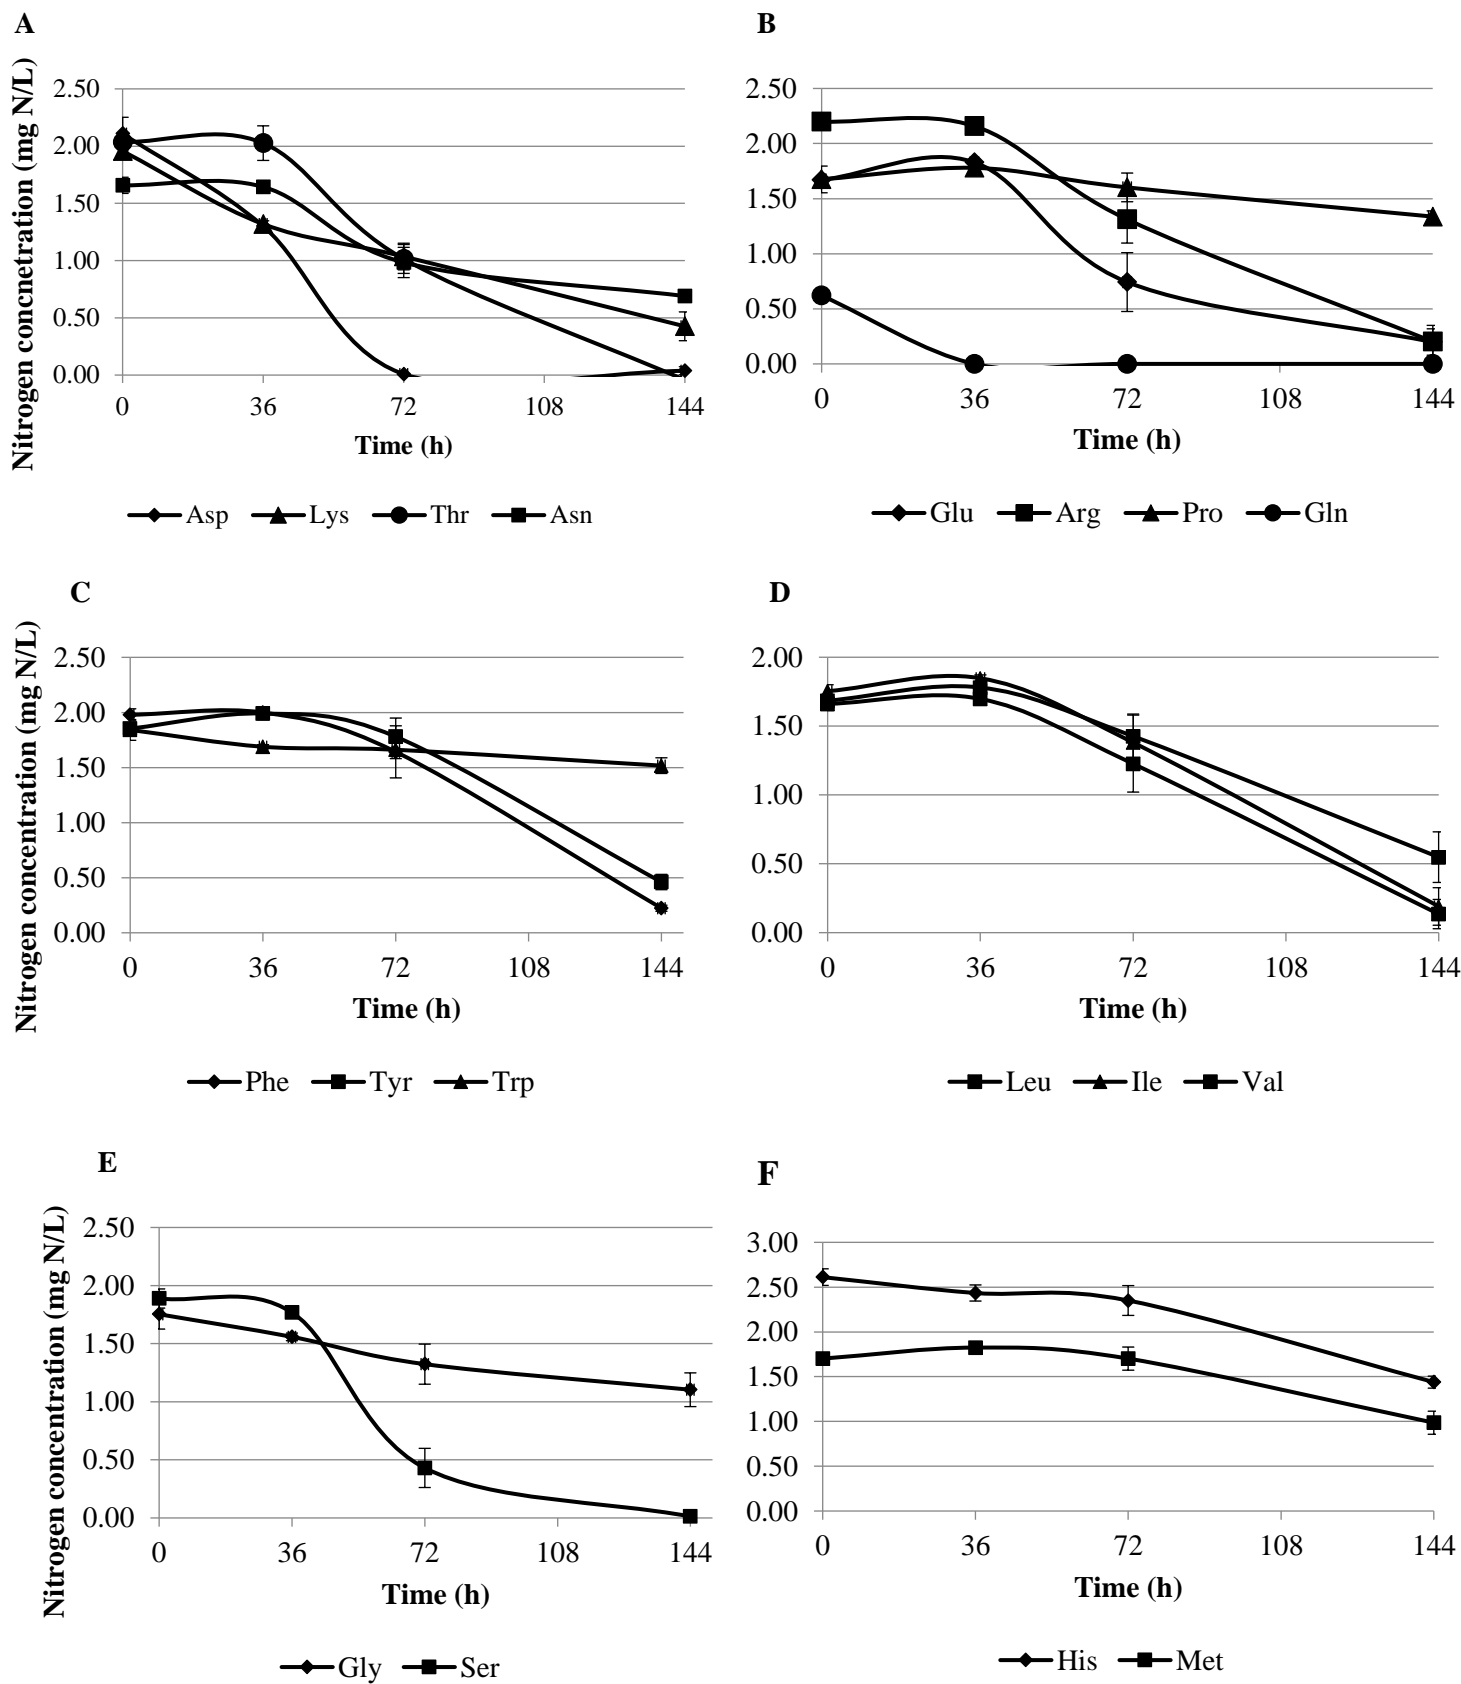 A
Nitrogen concnetration (mg N/L)
2.50
2.00
1.50
1.00
0.50
0.00
0 36 72 108 144
Time (h)
Asp Lys Thr Asn
B
2.50
2.00
1.50
1.00
0.50
0.00
0 36 72 108 144
Time (h)
Glu Arg Pro Gln
C
Nitrogen concentration (mg N/L)
2.50
2.00
1.50
1.00
0.50
0.00
0 36 72 108 144
Time (h)
Phe Tyr Trp
D
2.00
1.50
1.00
0.50
0.00
0 36 72 108 144
Time (h)
Leu Ile Val
E
Nitrogen concentration (mg N/L)
2.50
2.00
1.50
1.00
0.50
0.00
0 36 72 108 144
Time (h)
Gly Ser
F
3.00
2.50
2.00
1.50
1.00
0.50
0.00
0 36 72 108 144
Time (h)
His Met